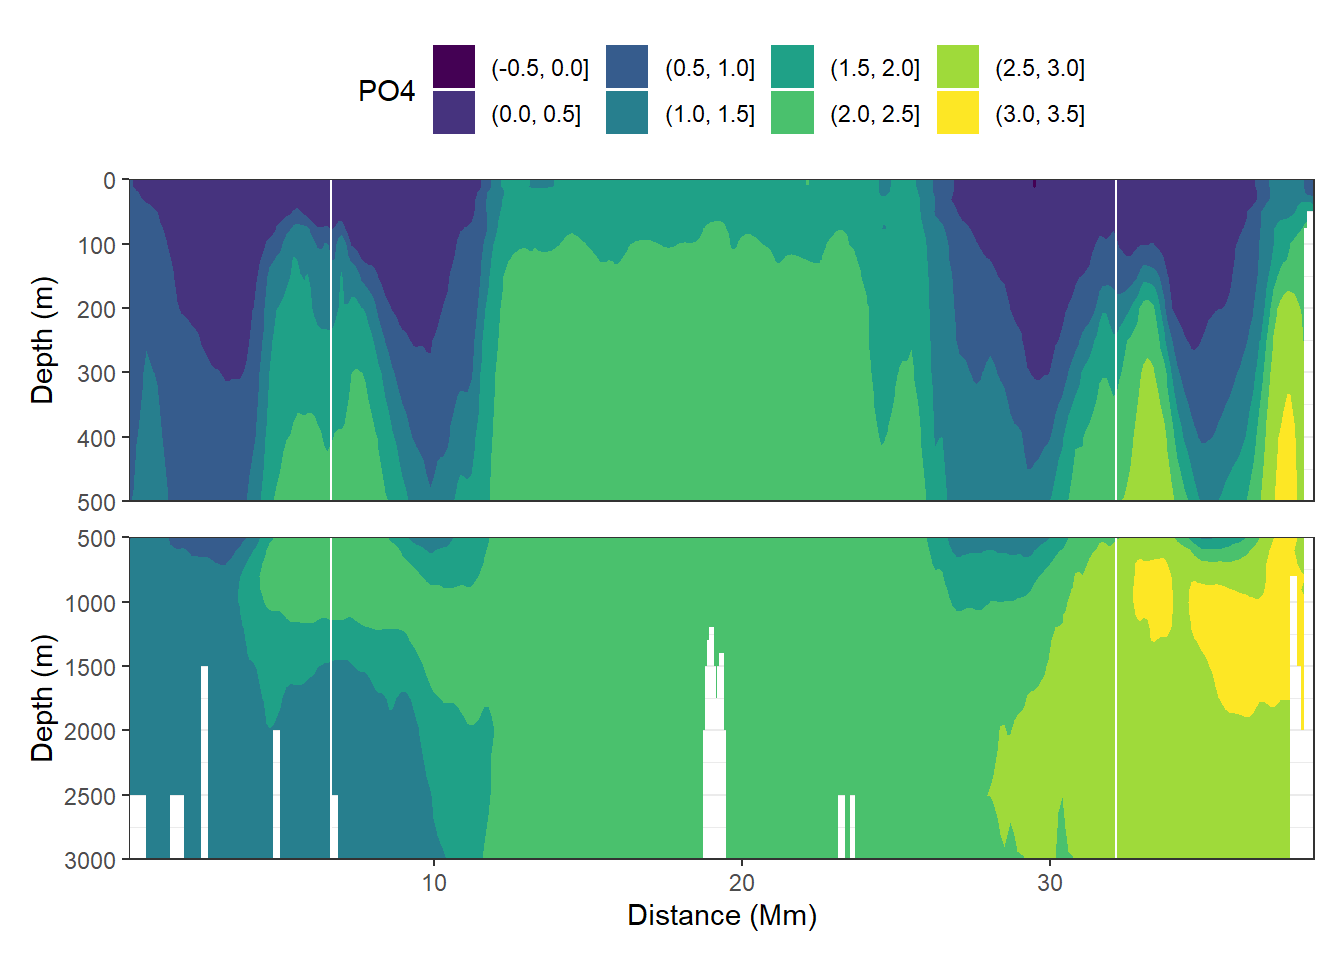 PO4
(-0.5, 0.0] (0.5, 1.0] (1.5, 2.0] (2.5, 3.0]
(0.0, 0.5] (1.0, 1.5] (2.0, 2.5] (3.0, 3.5]
Depth (m)
0
100
200
300
400
500
Depth (m)
500
1000
1500
2000
2500
3000
10 20 30
Distance (Mm)